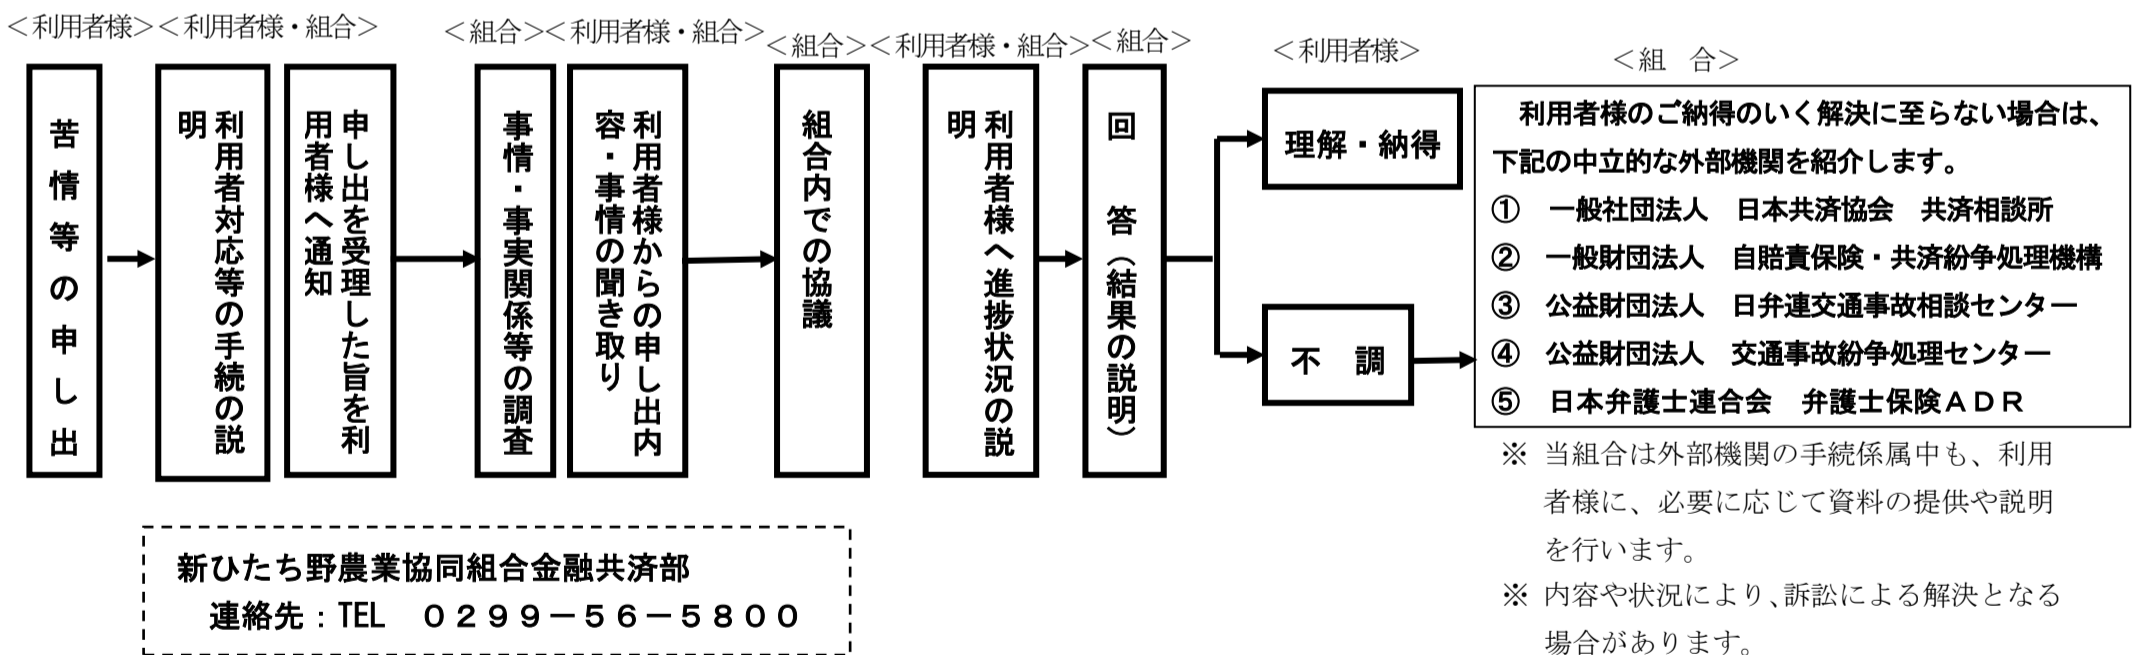 ＜利用者様＞
＜利用者様・組合＞
＜組合＞
＜利用者様・組合＞
＜組合＞
＜利用者様・組合＞
＜組合＞
＜利用者様＞
＜組　合＞
苦情等の申し出
利用者対応等の手続の説
明
申し出を受理した旨を利
用者様へ通知
事情・事実関係等の調査
利用者様からの申し出内
容・事情の聞き取り
組合内での協議
利用者様へ進捗状況の説
明
回　答（結果の説明）
理解・納得
不　調
利用者様のご納得のいく解決に至らない場合は、
下記の中立的な外部機関を紹介します。
①　一般社団法人　日本共済協会　共済相談所
②　一般財団法人　自賠責保険・共済紛争処理機構
③　公益財団法人　日弁連交通事故相談センター
④　公益財団法人　交通事故紛争処理センター
⑤　日本弁護士連合会　弁護士保険ＡＤＲ
※ 当組合は外部機関の手続係属中も、利用
者様に、必要に応じて資料の提供や説明
を行います。
※ 内容や状況により、訴訟による解決となる
場合があります。
新ひたち野農業協同組合金融共済部
連絡先：TEL　０２９９－５６－５８００